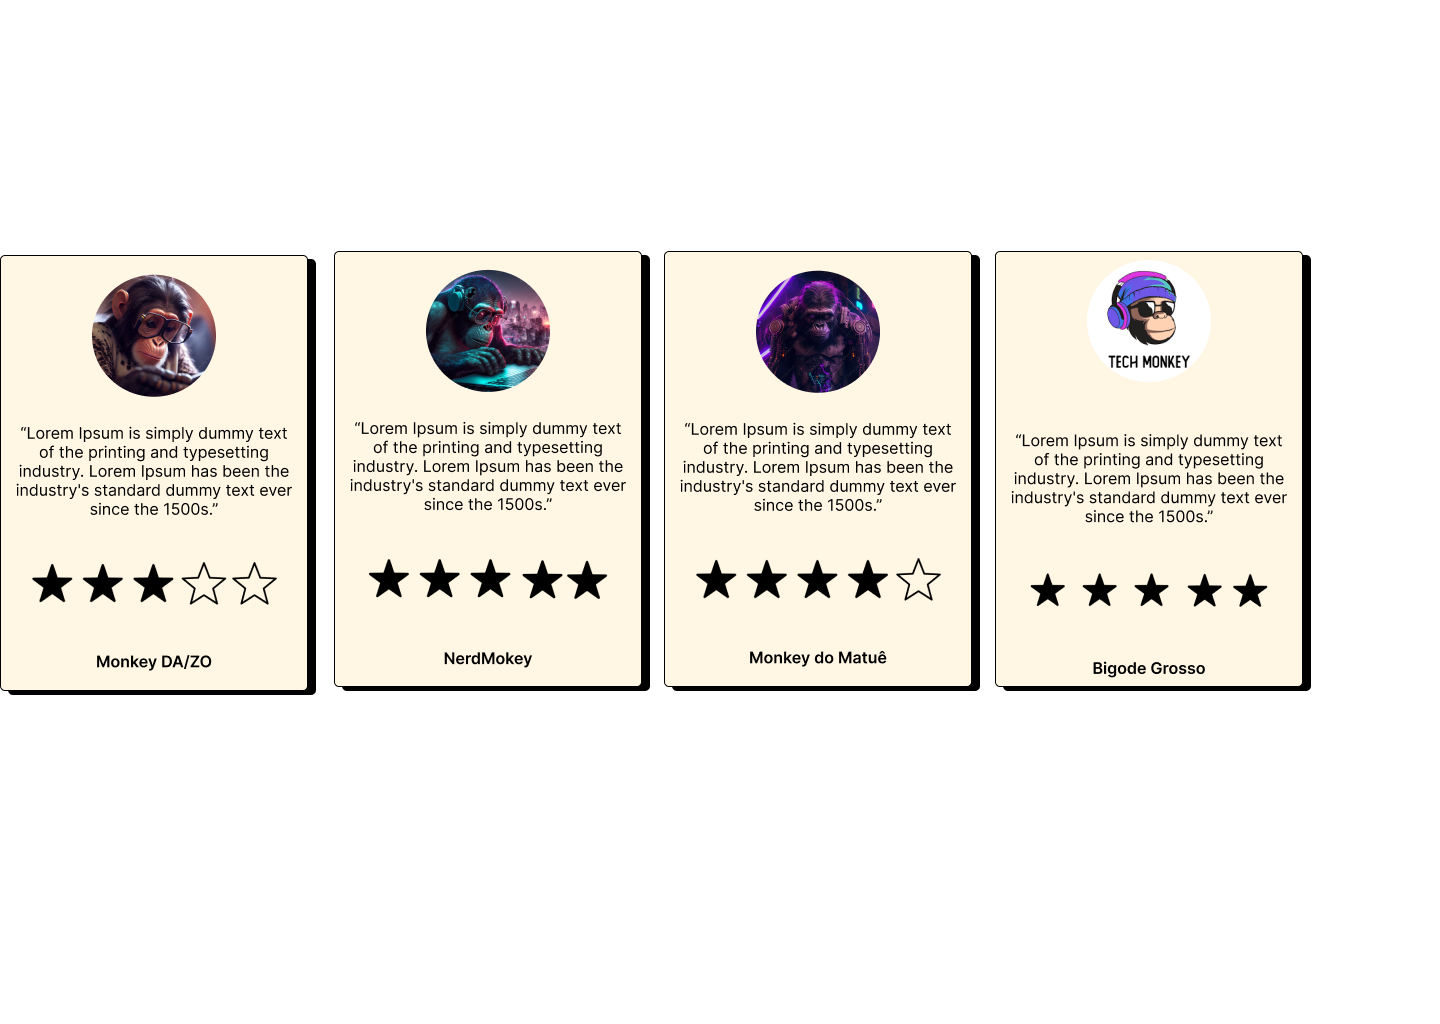 “Lorem Ipsum is simply dummy text
of the printing and typesetting
industry. Lorem Ipsum has been the
industry's standard dummy text ever
since the 1500s.”
Monkey DA/ZO
“Lorem Ipsum is simply dummy text
of the printing and typesetting
industry. Lorem Ipsum has been the
industry's standard dummy text ever
since the 1500s.”
NerdMokey
“Lorem Ipsum is simply dummy text
of the printing and typesetting
industry. Lorem Ipsum has been the
industry's standard dummy text ever
since the 1500s.”
Monkey do Matuê
TECH MONKEY
“Lorem Ipsum is simply dummy text
of the printing and typesetting
industry. Lorem Ipsum has been the
industry's standard dummy text ever
since the 1500s.”
Bigode Grosso